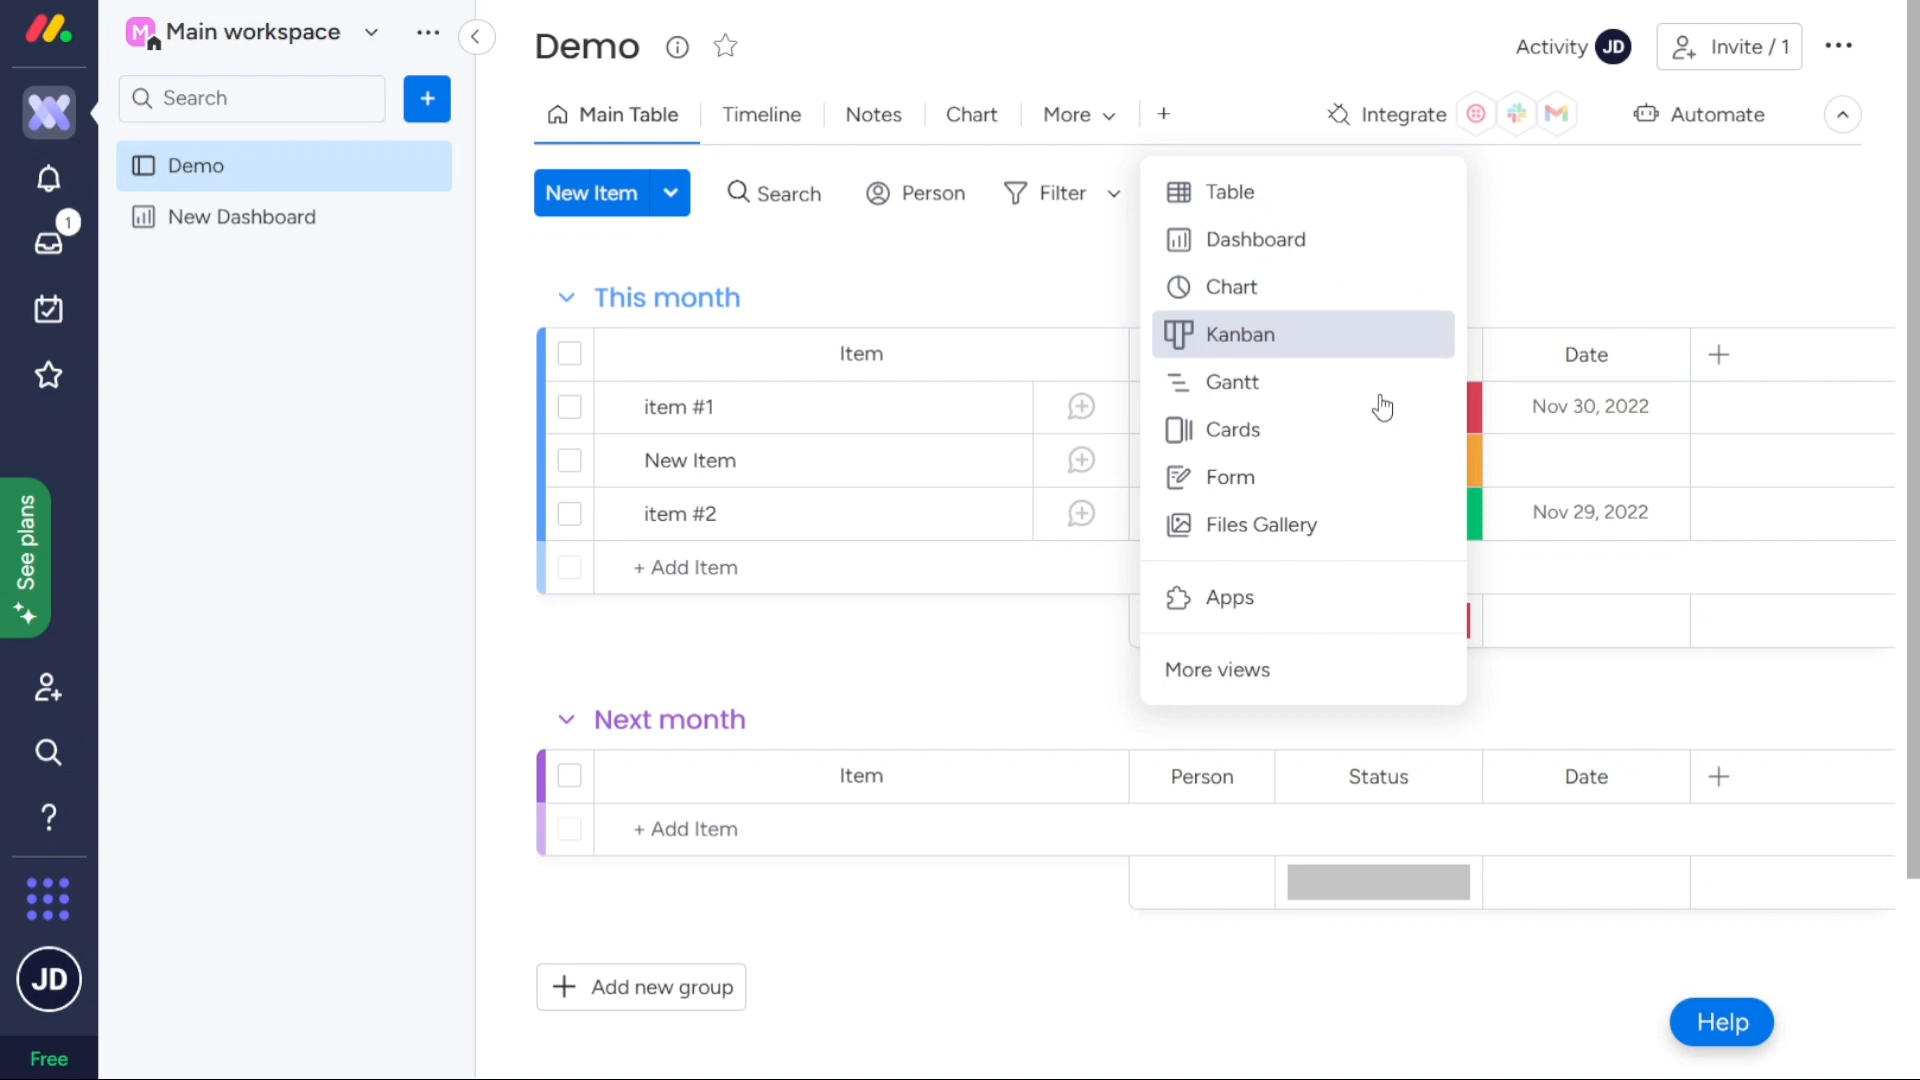 M Main workspace
Search
Demo
New Dashboard
1
See plans
?
JD
Free
Demo
Activity JD Invite / 1
Main Table Timeline Notes Chart More + Integrate Automate
New Item Search Person Filter
Table
Dashboard
Chart
Kanban
Gantt
Cards
Form
Files Gallery
Apps
More views
This month
Item Date +
item #1 Nov 30, 2022
New Item
item #2 Nov 29, 2022
+ Add Item
Next month
Item Person Status Date +
+ Add Item
+ Add new group
Help